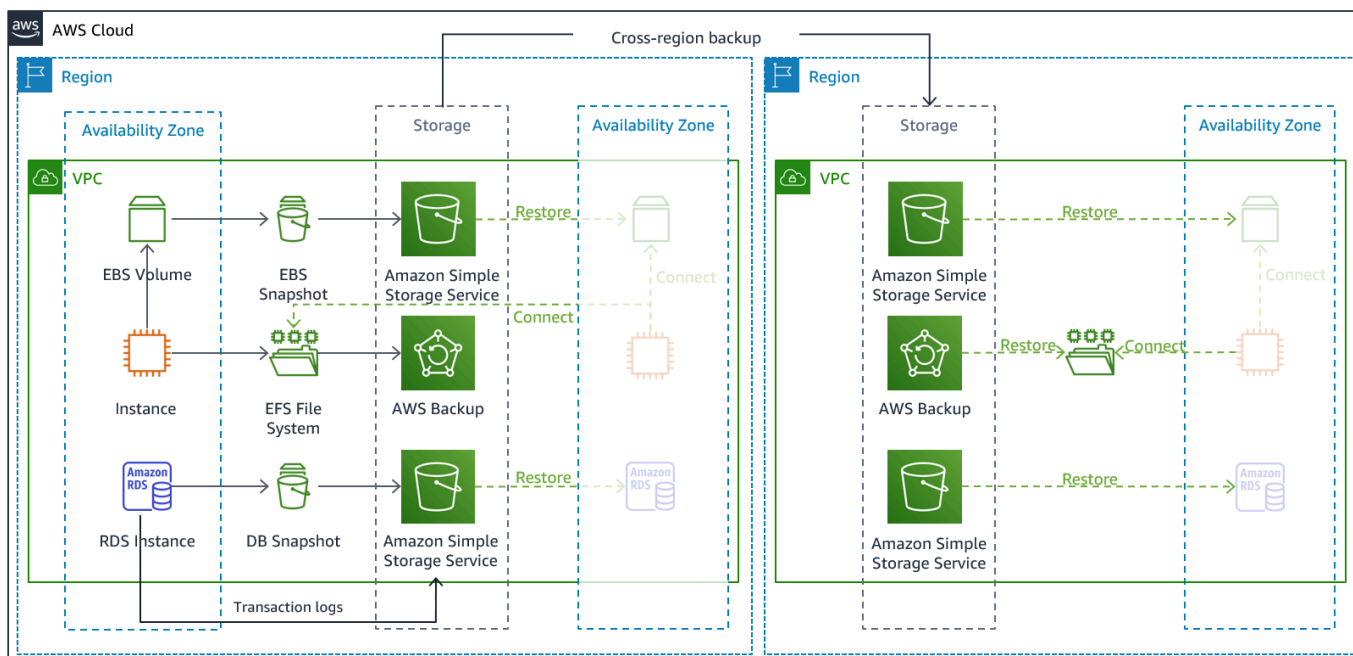 aws
AWS Cloud
Cross-region backup
Region
Region
Availability Zone
Storage
Availability Zone
Storage
Availability Zone
VPC
VPC
Restore
Restore
EBS Volume
EBS
Snapshot
Amazon Simple
Storage Service
Connect
Amazon Simple
Storage Service
Connect
Connect
Restore
Connect
Instance
EFS File
System
AWS Backup
AWS Backup
Amazon
RDS
Restore
Amazon
RDS
Restore
Amazon
RDS
RDS Instance
DB Snapshot
Amazon Simple
Storage Service
Amazon Simple
Storage Service
Transaction logs